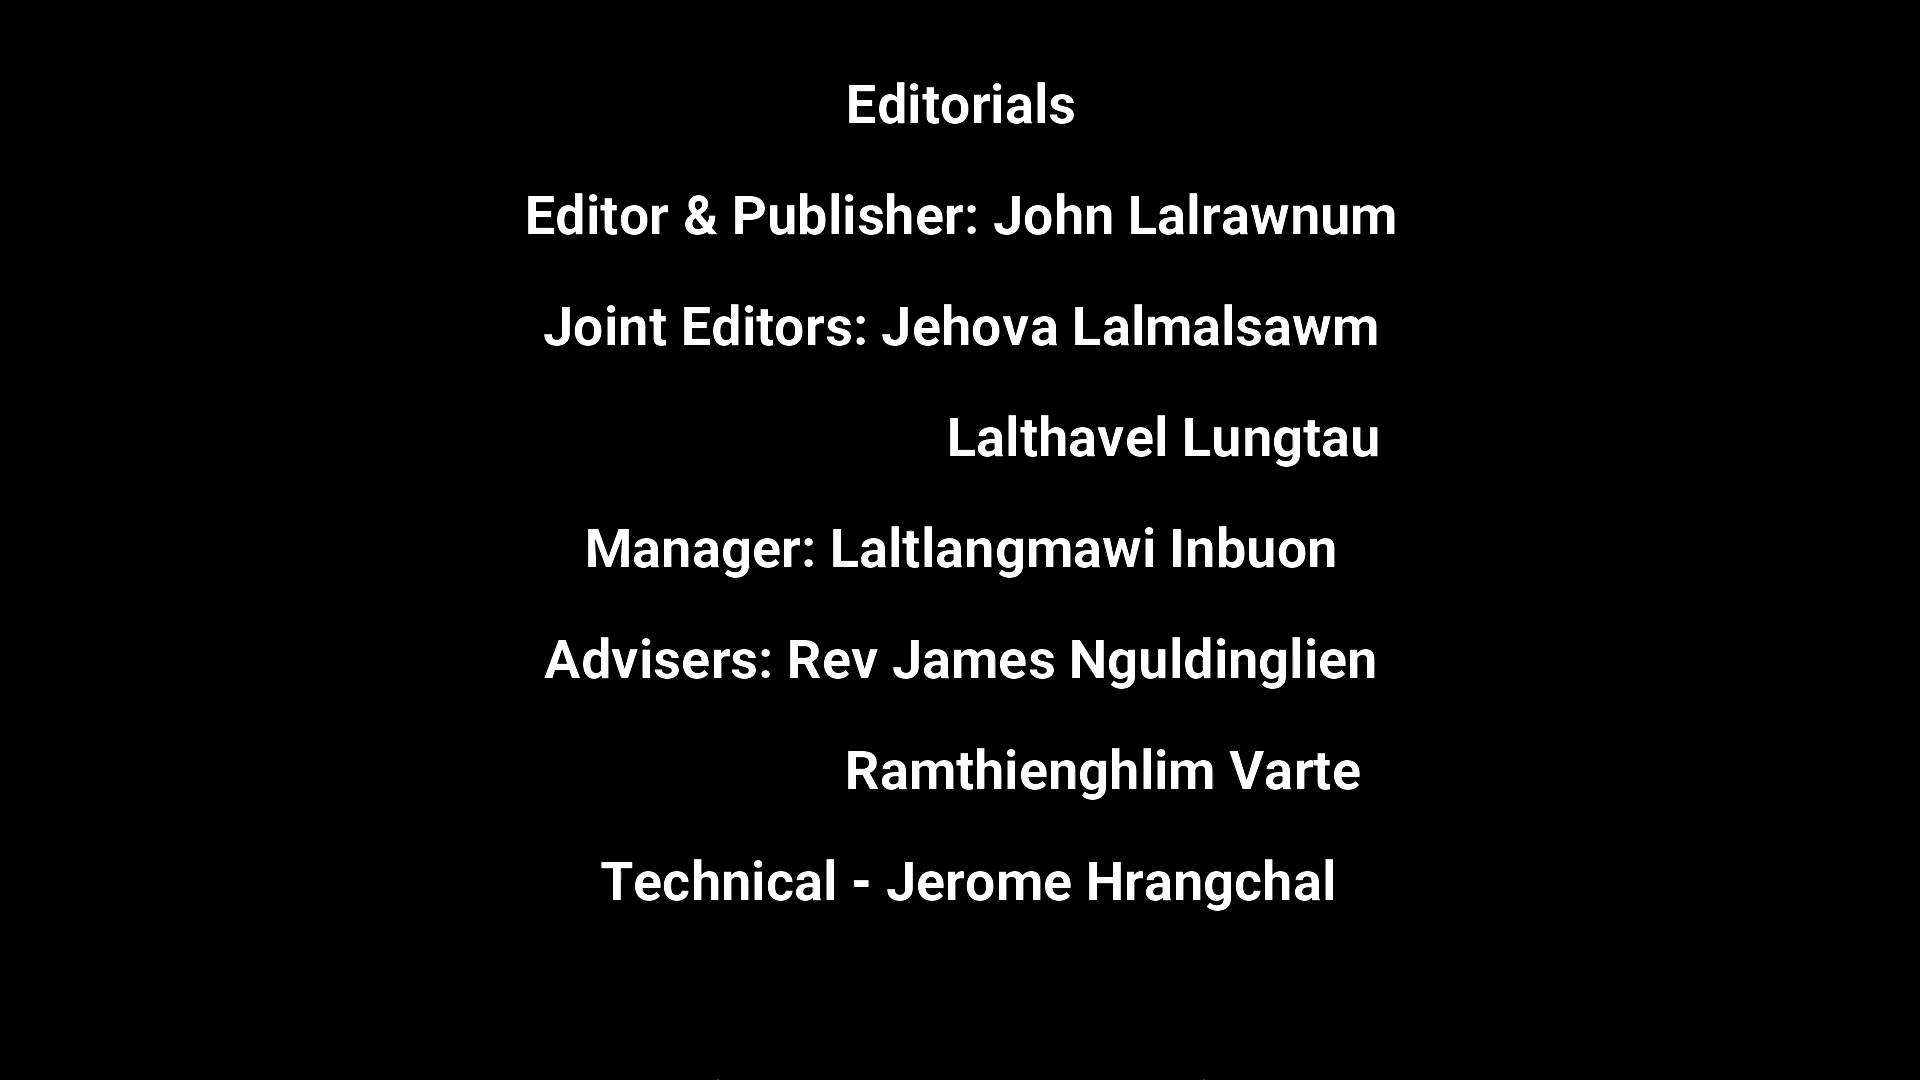 Editorials
Editor & Publisher: John Lalrawnum
Joint Editors: Jehova Lalmalsawm
Lalthavel Lungtau
Manager: Laltlangmawi Inbuon
Advisers: Rev James Nguldinglien
Ramthienghlim Varte
Technical - Jerome Hrangchal